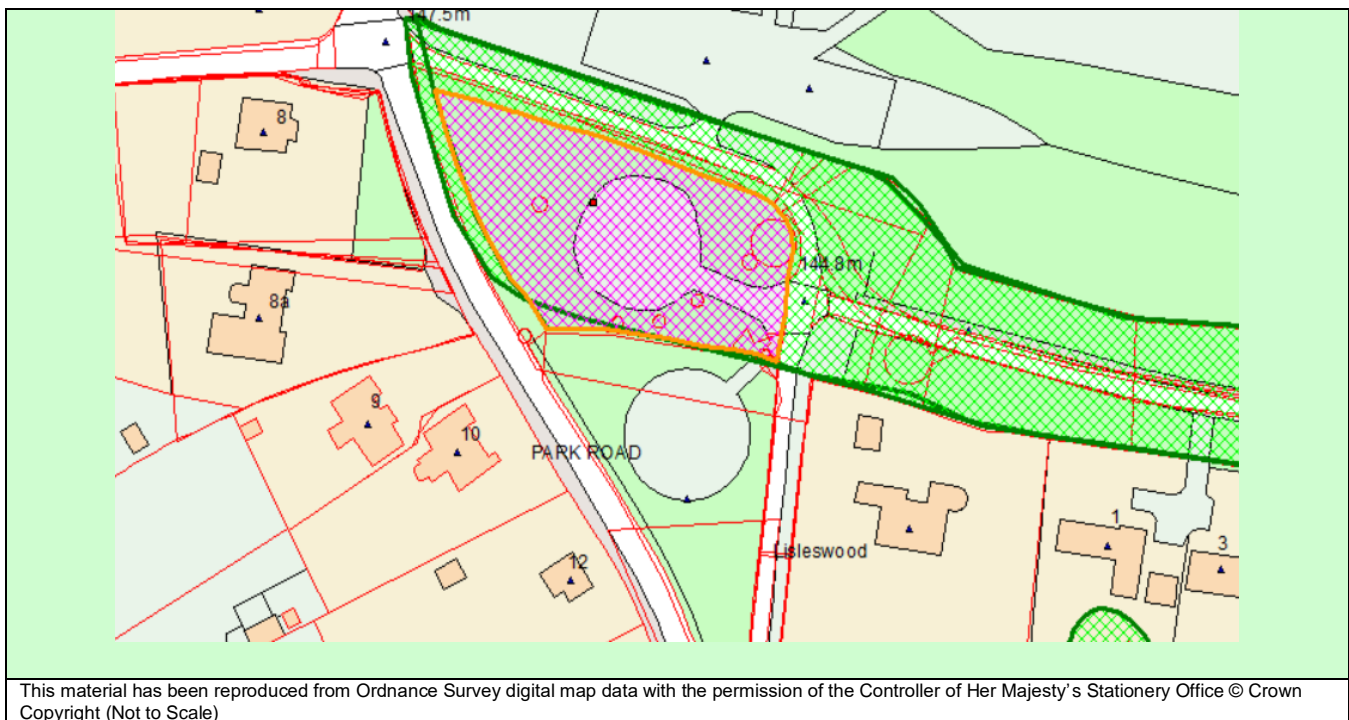 147.5m
8
144.8m
8a
9
10
PARK ROAD
1
3
Lisleswood
12
This material has been reproduced from Ordnance Survey digital map data with the permission of the Controller of Her Majesty's Stationery Office © Crown
Copyright (Not to Scale)